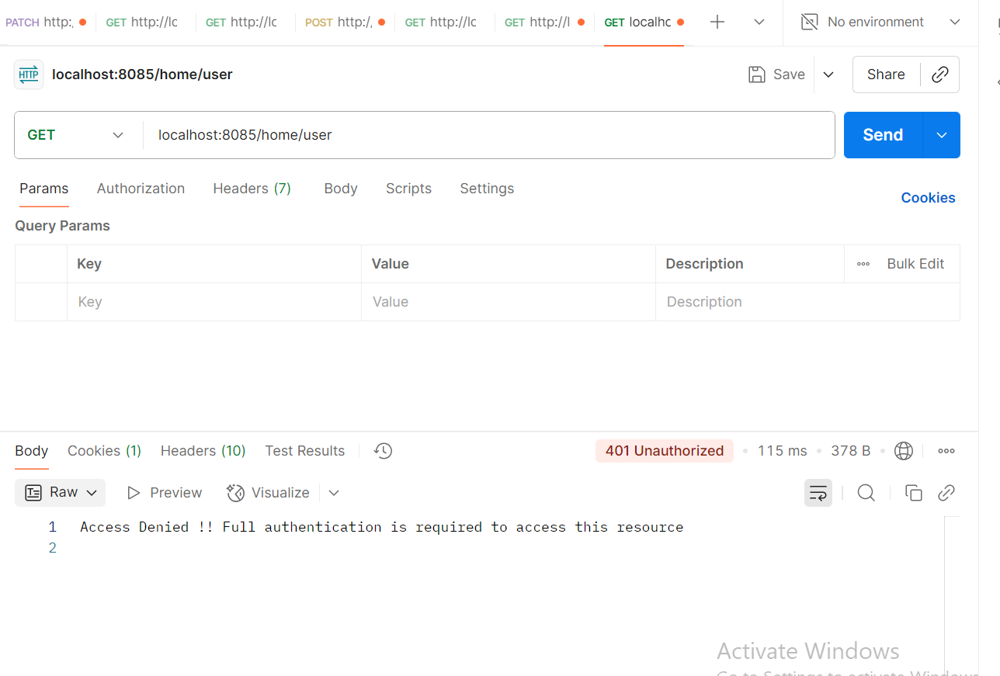 PATCH http:, GET http://lc GET http://lc POST http:/, GET http://lc GET http://l GET localhc No environment
HTTP localhost:8085/home/user Save Share
GET localhost:8085/home/user Send
Params Authorization Headers (7) Body Scripts Settings Cookies
Query Params
Key Value Description Bulk Edit
Key Value Description
Body Cookies (1) Headers (10) Test Results 401 Unauthorized 115 ms 378 B
Raw Preview Visualize
1 Access Denied !! Full authentication is required to access this resource
2
Activate Windows
Go to Settings to activate Windows